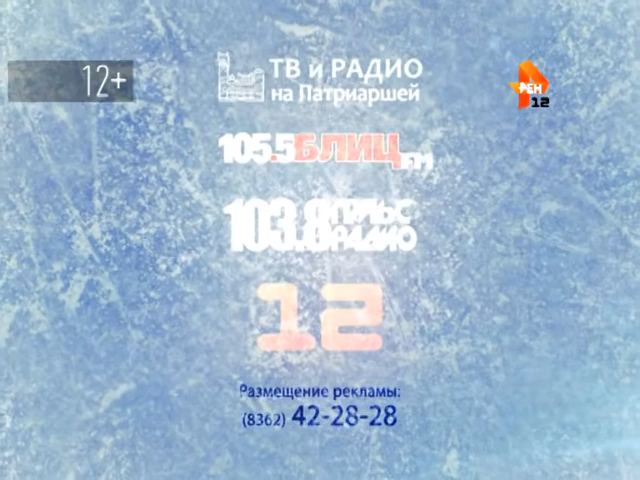 12+
ТВ и РАДИО
на Патриаршей
РЕН
12
105.5 БЛИЦ FM
103.8 ПУЛЬС
РАДИО
12
Размещение рекламы:
(8362) 42-28-28